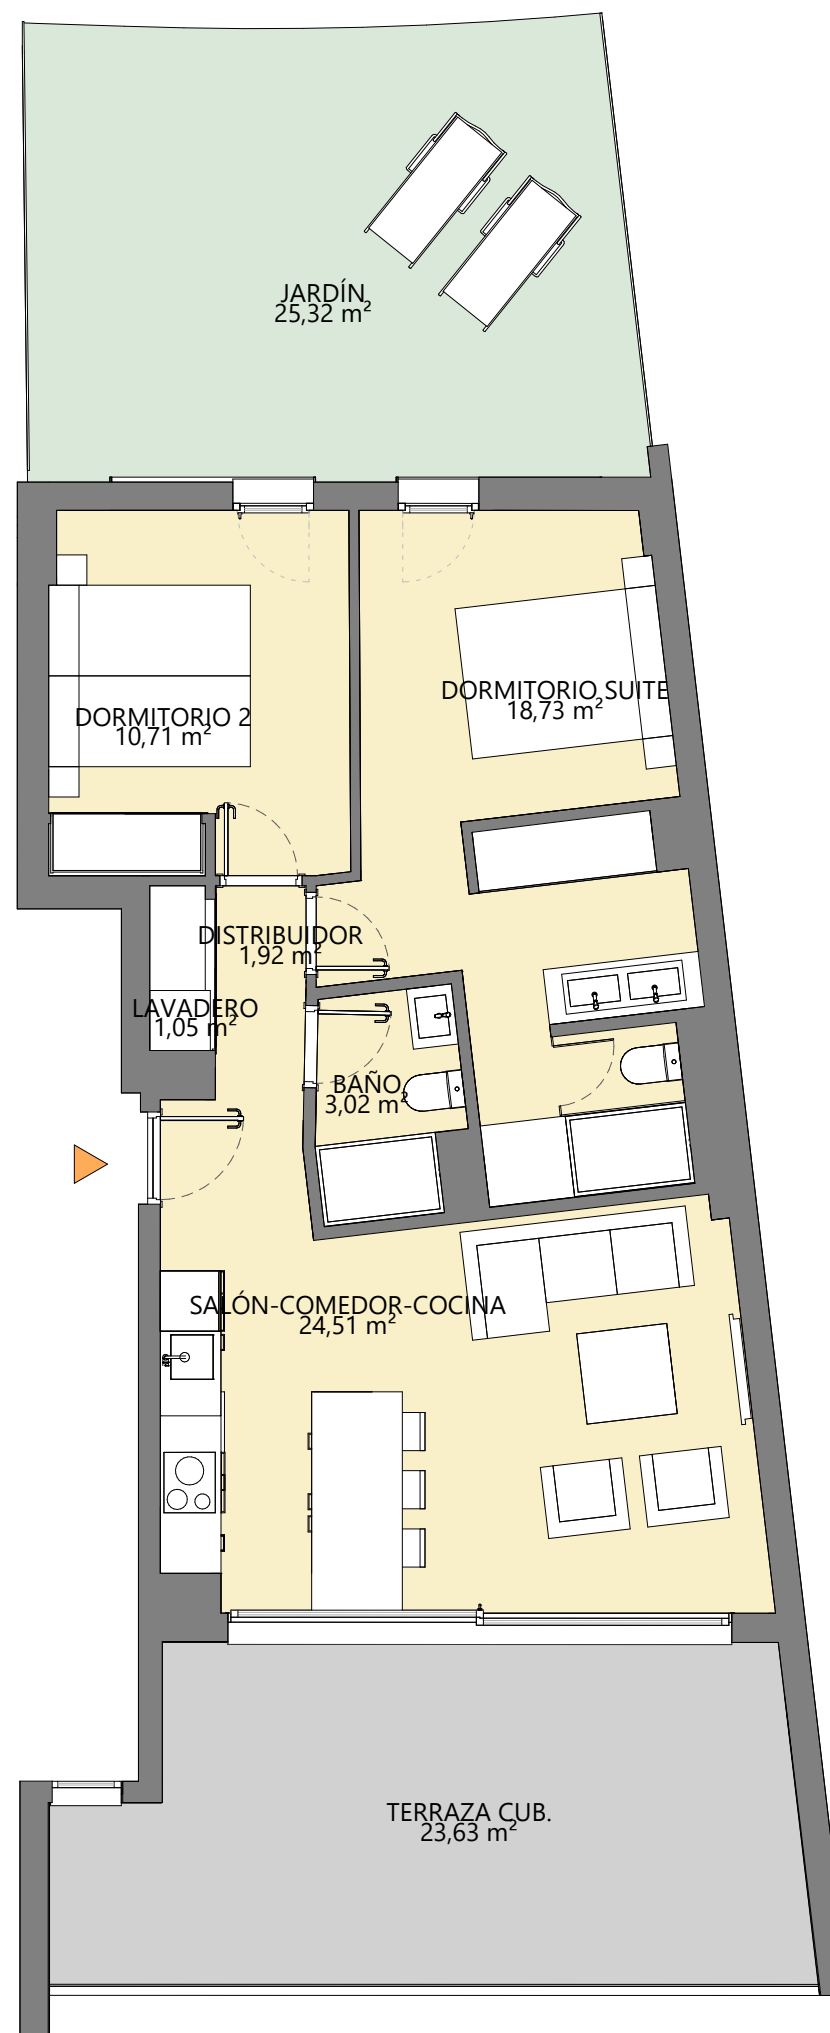 JARDÍN
25,32 m²
DORMITORIO SUITE
18,73 m²
DORMITORIO 2
10,71 m²
DISTRIBUIDOR
1,92 m²
LAVADERO
1,05 m²
BAÑO
3,02 m²
SALÓN-COMEDOR-COCINA
24,51 m²
TERRAZA CUB.
23,63 m²